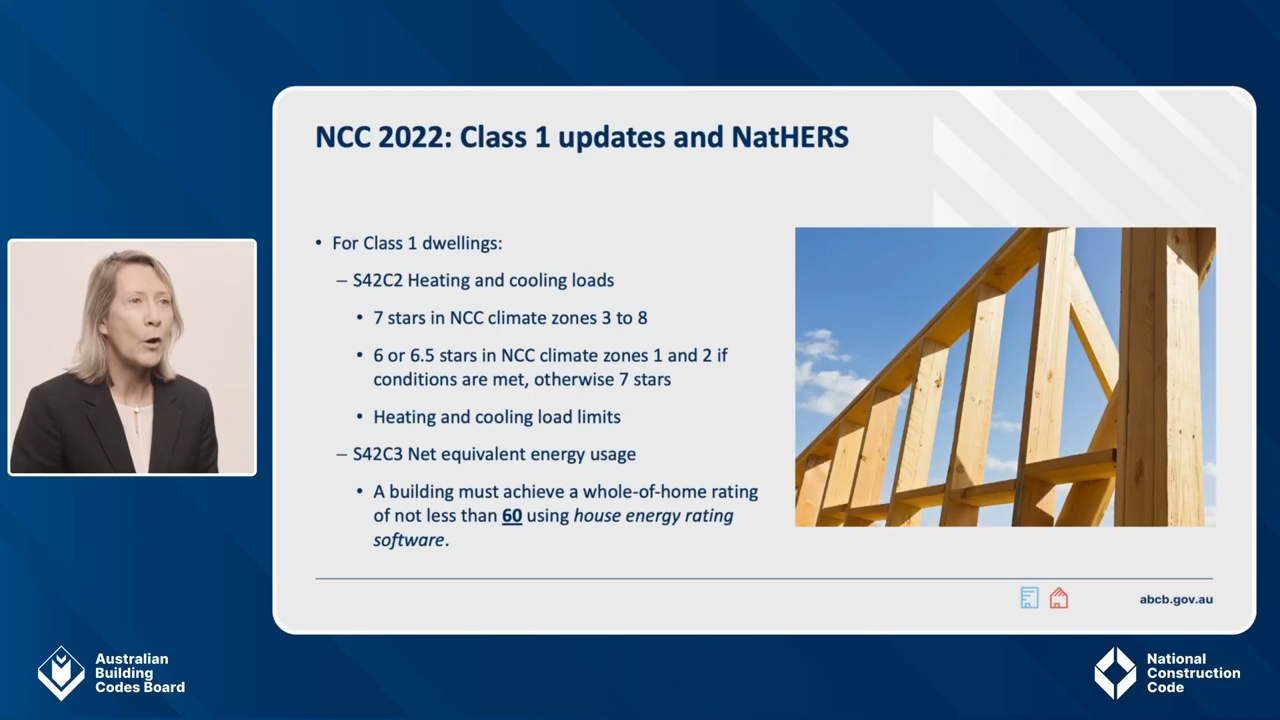 NCC 2022: Class 1 updates and NatHERS
• For Class 1 dwellings:
– S42C2 Heating and cooling loads
• 7 stars in NCC climate zones 3 to 8
• 6 or 6.5 stars in NCC climate zones 1 and 2 if
conditions are met, otherwise 7 stars
• Heating and cooling load limits
– S42C3 Net equivalent energy usage
• A building must achieve a whole-of-home rating
of not less than 60 using house energy rating
software.
abcb.gov.au
Australian
Building
Codes Board
National
Construction
Code